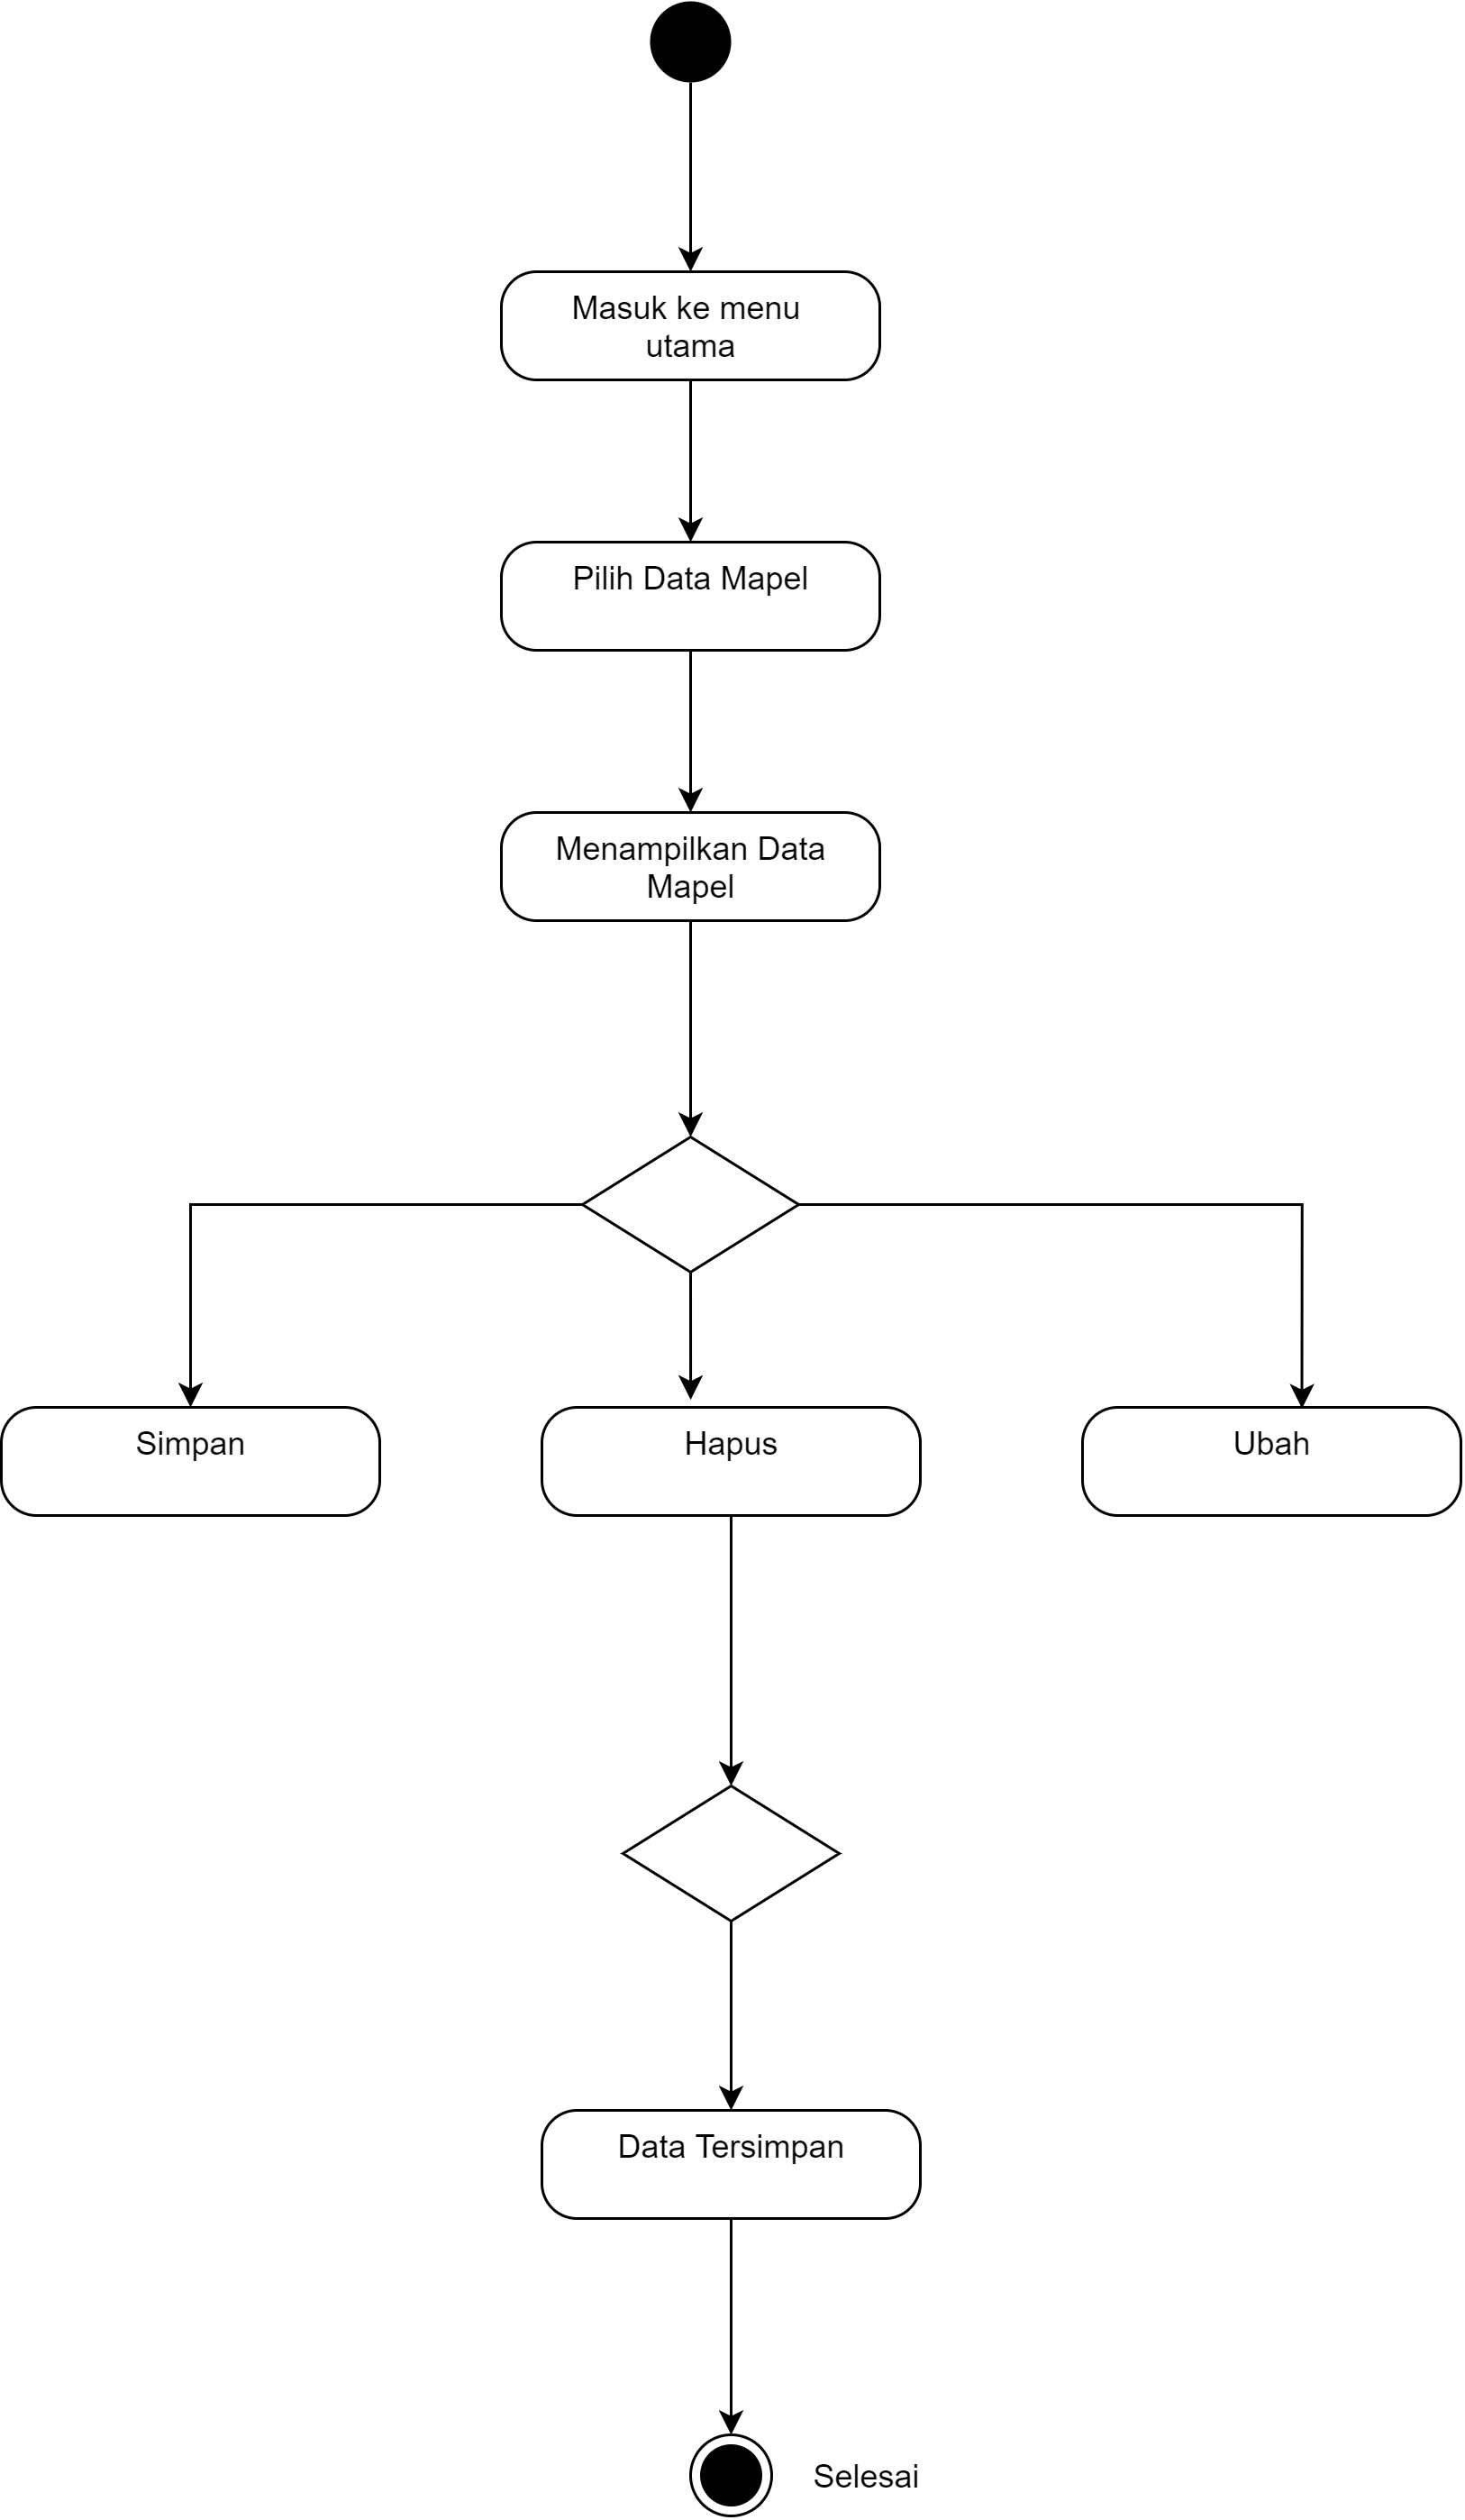 Masuk ke menu
utama
Pilih Data Mapel
Menampilkan Data
Mapel
Simpan
Hapus
Ubah
Data Tersimpan
Selesai